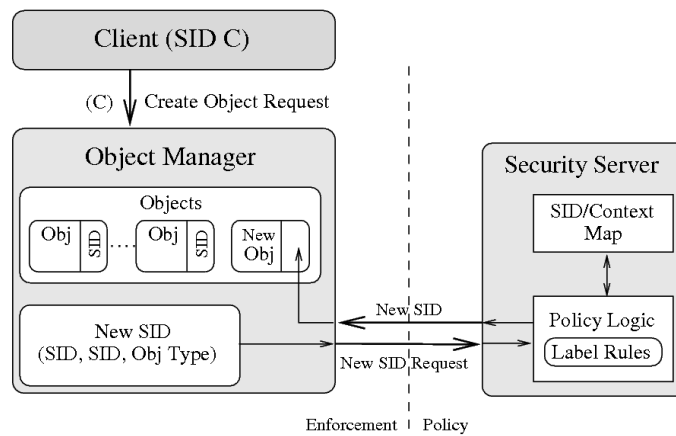 Client (SID C)
(C) Create Object Request
Object Manager
Objects
Obj SID .... Obj SID New Obj
New SID
(SID, SID, Obj Type)
New SID
New SID Request
Security Server
SID/Context
Map
Policy Logic
Label Rules
Enforcement Policy